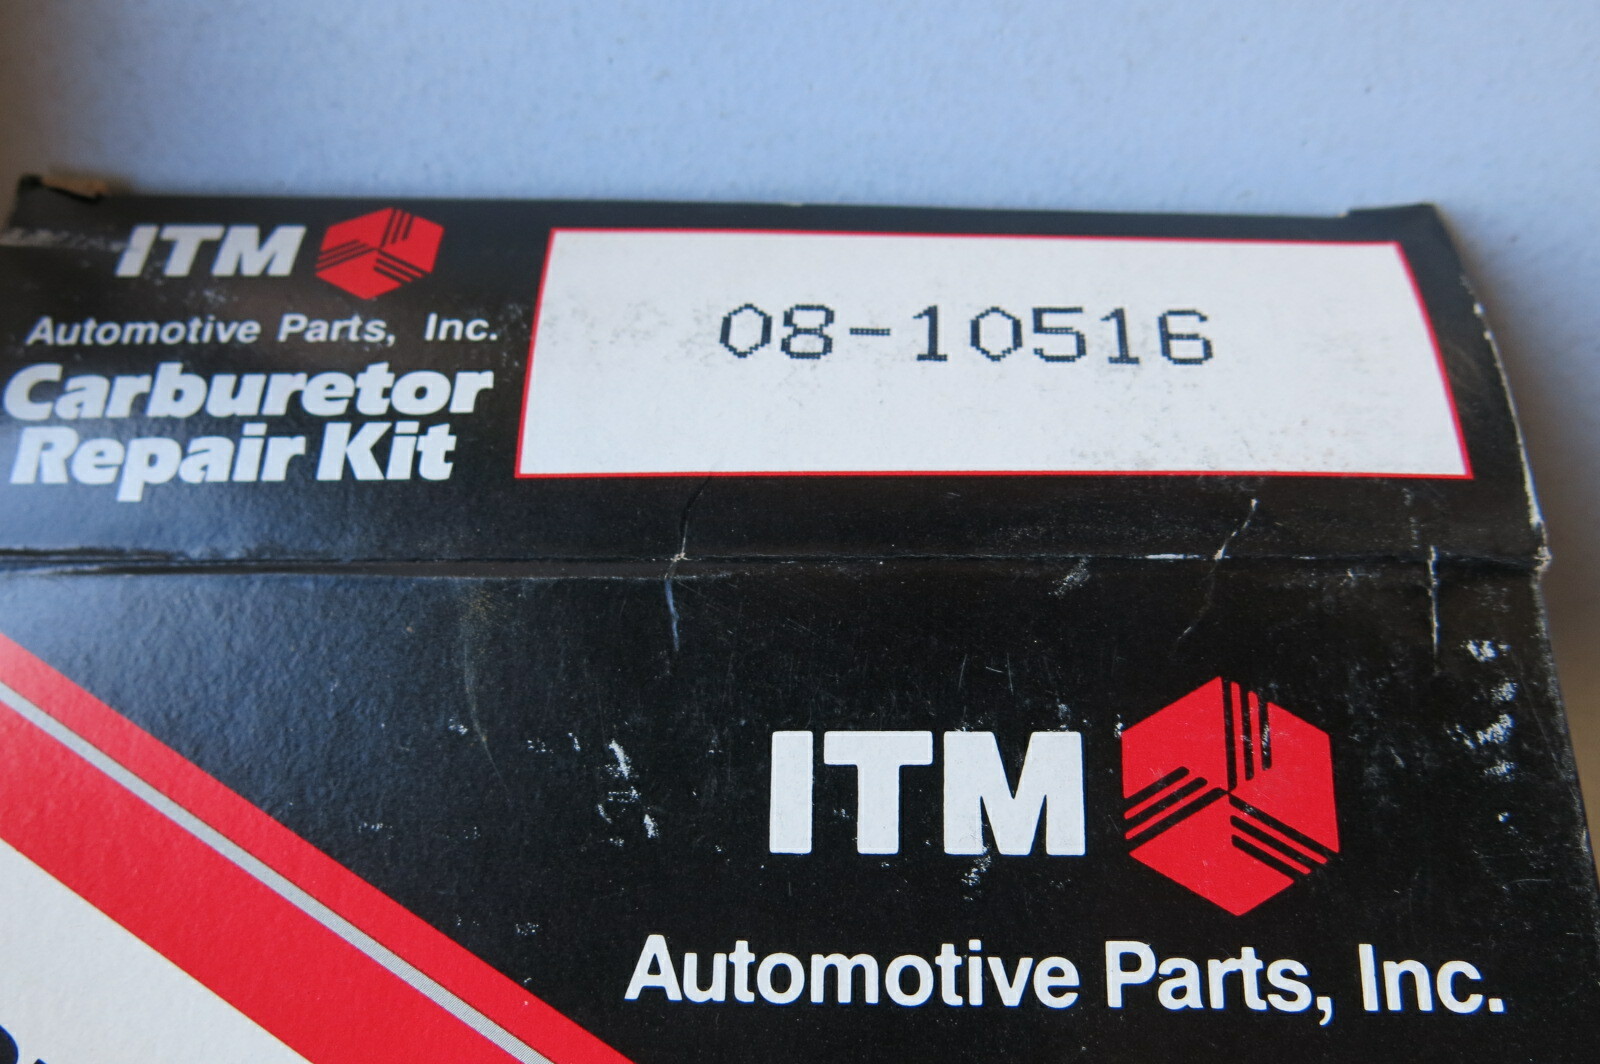 ITM
Automotive Parts, Inc.
Carburetor
Repair Kit
08-10516
ITM
Automotive Parts, Inc.